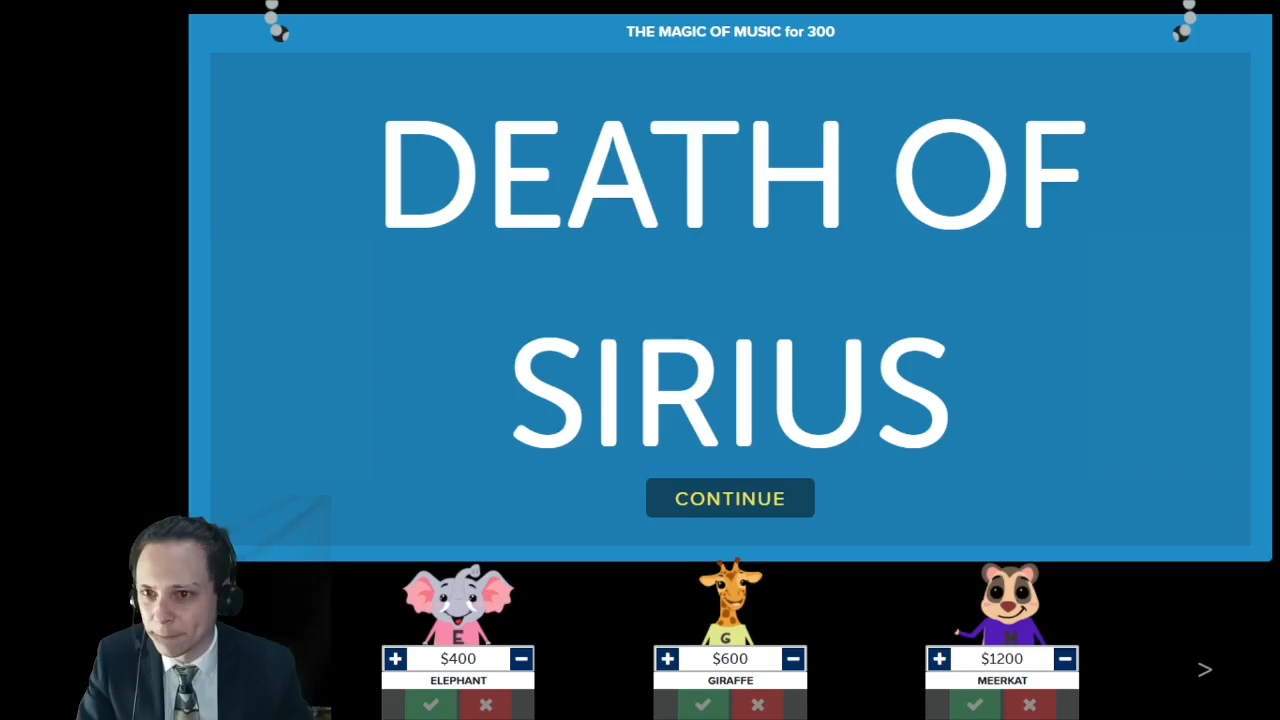 THE MAGIC OF MUSIC for 300
DEATH OF
SIRIUS
CONTINUE
E
G
M
+ $400 −
+ $600 −
+ $1200 −
ELEPHANT
GIRAFFE
MEERKAT
>